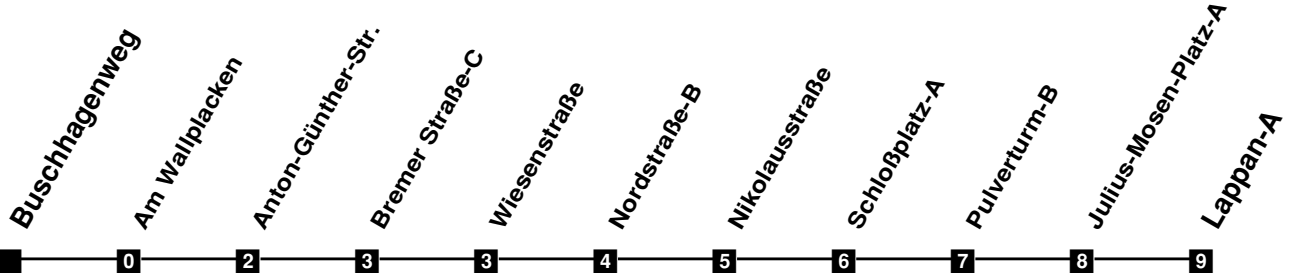 Buschhagenweg
Am Wallplacken
Anton-Günther-Str.
Bremer Straße-C
Wiesenstraße
Nordstraße-B
Nikolausstraße
Schloßplatz-A
Pulverturm-B
Julius-Mosen-Platz-A
Lappan-A
0 2 3 3 4 5 6 7 8 9